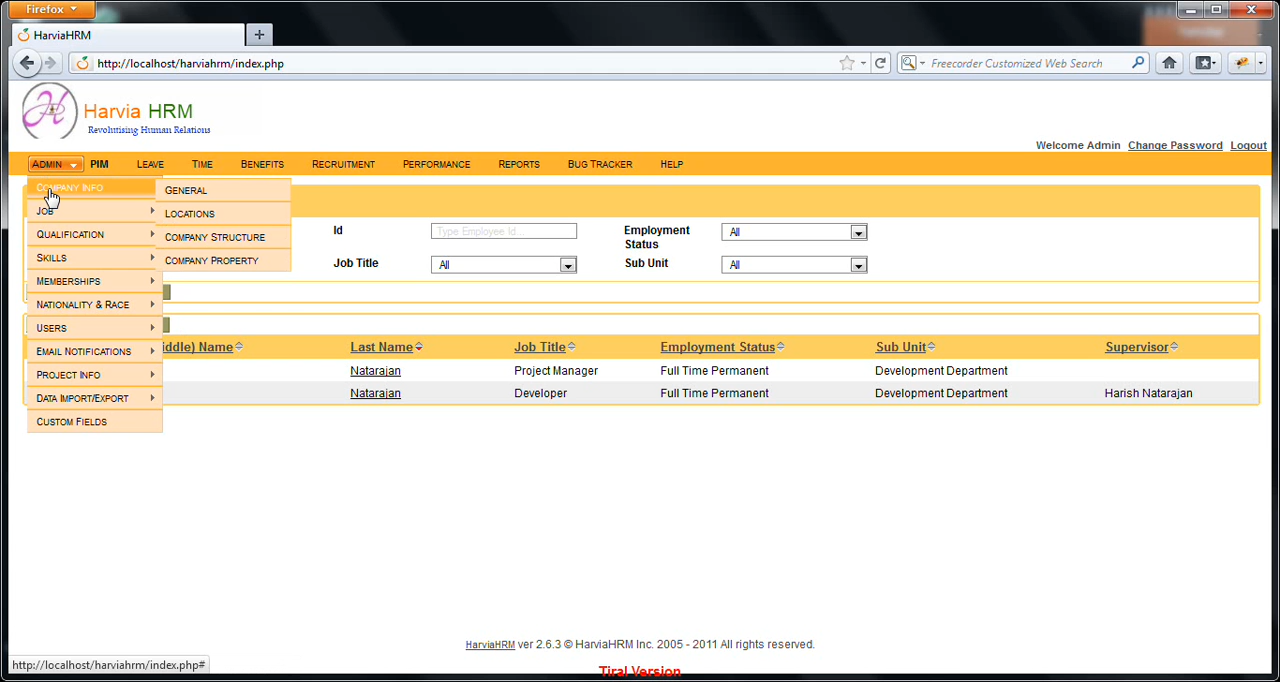 Firefox
HarviaHRM
http://localhost/harviahrm/index.php
Freecorder Customized Web Search
Harvia HRM
Revolutising Human Relations
Welcome Admin Change Password Logout
ADMIN PIM LEAVE TIME BENEFITS RECRUITMENT PERFORMANCE REPORTS BUG TRACKER HELP
COMPANY INFO
GENERAL
JOB
LOCATIONS
QUALIFICATION
COMPANY STRUCTURE
SKILLS
COMPANY PROPERTY
MEMBERSHIPS
NATIONALITY & RACE
USERS
EMAIL NOTIFICATIONS
PROJECT INFO
DATA IMPORT/EXPORT
CUSTOM FIELDS
Id Type Employee Id... Employment Status All
Job Title All Sub Unit All
iddle) Name Last Name Job Title Employment Status Sub Unit Supervisor
Natarajan Project Manager Full Time Permanent Development Department
Natarajan Developer Full Time Permanent Development Department Harish Natarajan
HarviaHRM ver 2.6.3 © HarviaHRM Inc. 2005 - 2011 All rights reserved.
http://localhost/harviahrm/index.php#
Tiral Version